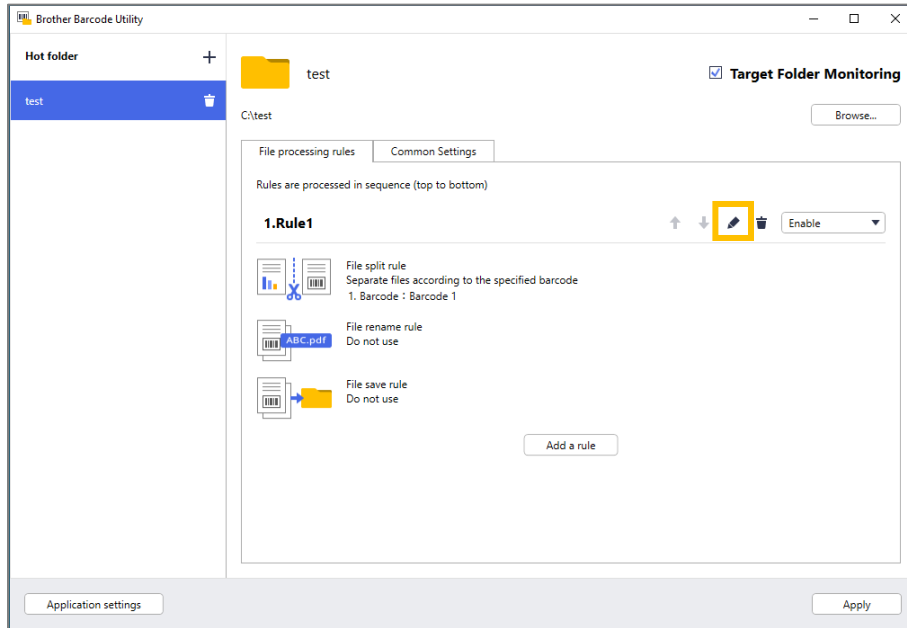 Brother Barcode Utility
Hot folder
test
test
Target Folder Monitoring
C:\test
Browse...
File processing rules
Common Settings
Rules are processed in sequence (top to bottom)
1.Rule1
Enable
File split rule
Separate files according to the specified barcode
1. Barcode : Barcode 1
ABC.pdf
File rename rule
Do not use
File save rule
Do not use
Add a rule
Application settings
Apply